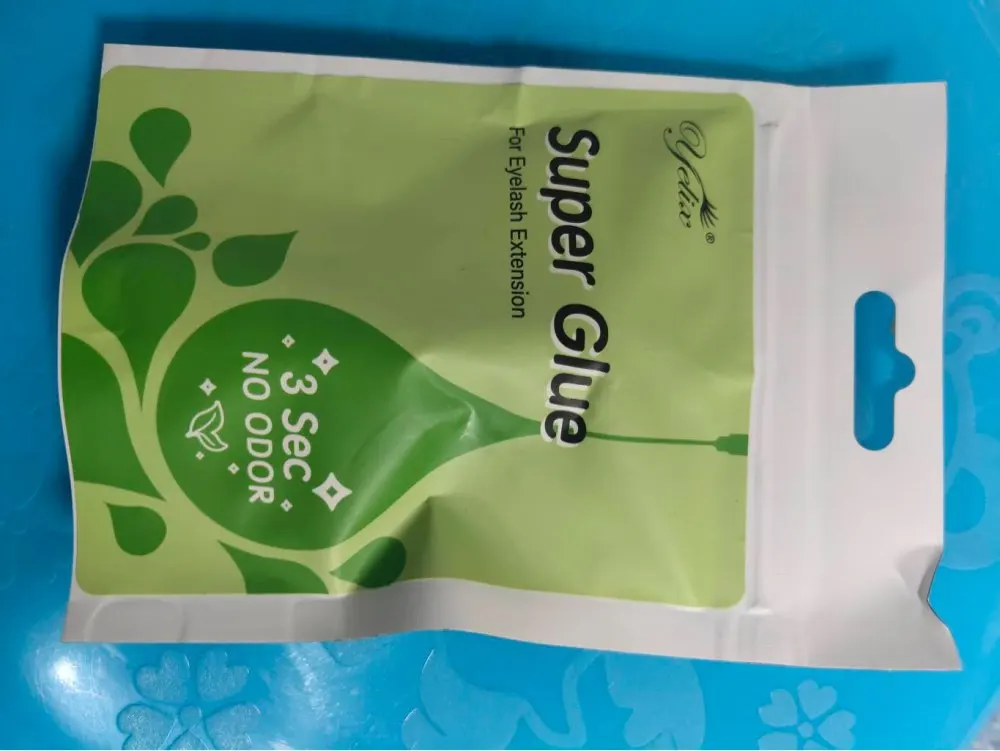 Yelix®
Super Glue
For Eyelash Extension
3 Sec
NO ODOR